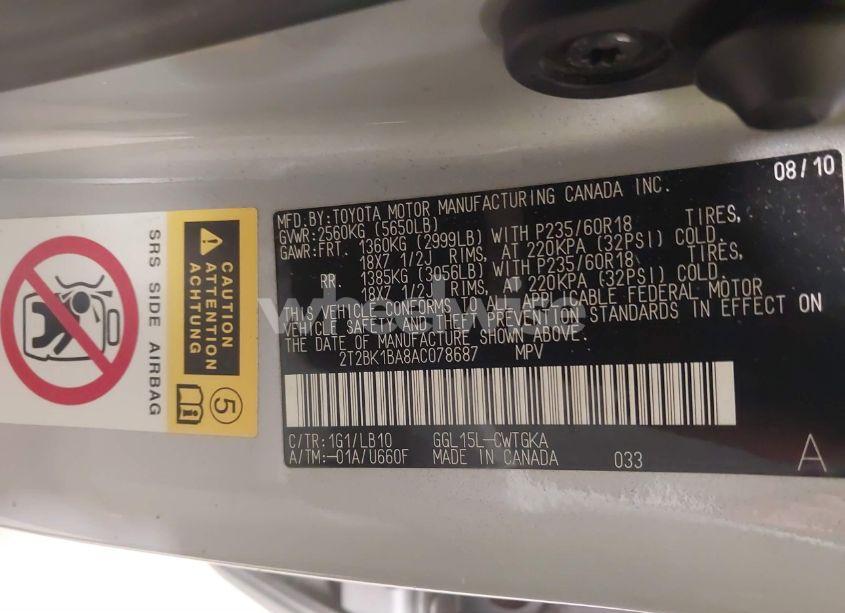 08/10
MFD.BY:TOYOTA MOTOR MANUFACTURING CANADA INC.
GVWR:2560KG (5650LB)
GAWR:FRT. 1360KG (2999LB) WITH P235/60R18 TIRES,
18X7 1/2J RIMS, AT 220KPA (32PSI) COLD.
RR. 1385KG (3056LB) WITH P235/60R18 TIRES,
18X7 1/2J RIMS, AT 220KPA (32PSI) COLD.
THIS VEHICLE CONFORMS TO ALL APPLICABLE FEDERAL MOTOR
VEHICLE SAFETY AND THEFT PREVENTION STANDARDS IN EFFECT ON
THE DATE OF MANUFACTURE SHOWN ABOVE.
2T2BK1BA8AC078687 MPV
C/TR:1G1/LB10 GGL15L-CWTGKA
A/TM:-01A/U660F MADE IN CANADA 033 A
SRS SIDE AIRBAG
CAUTION
ATTENTION
ACHTUNG
i
5
wheelwise